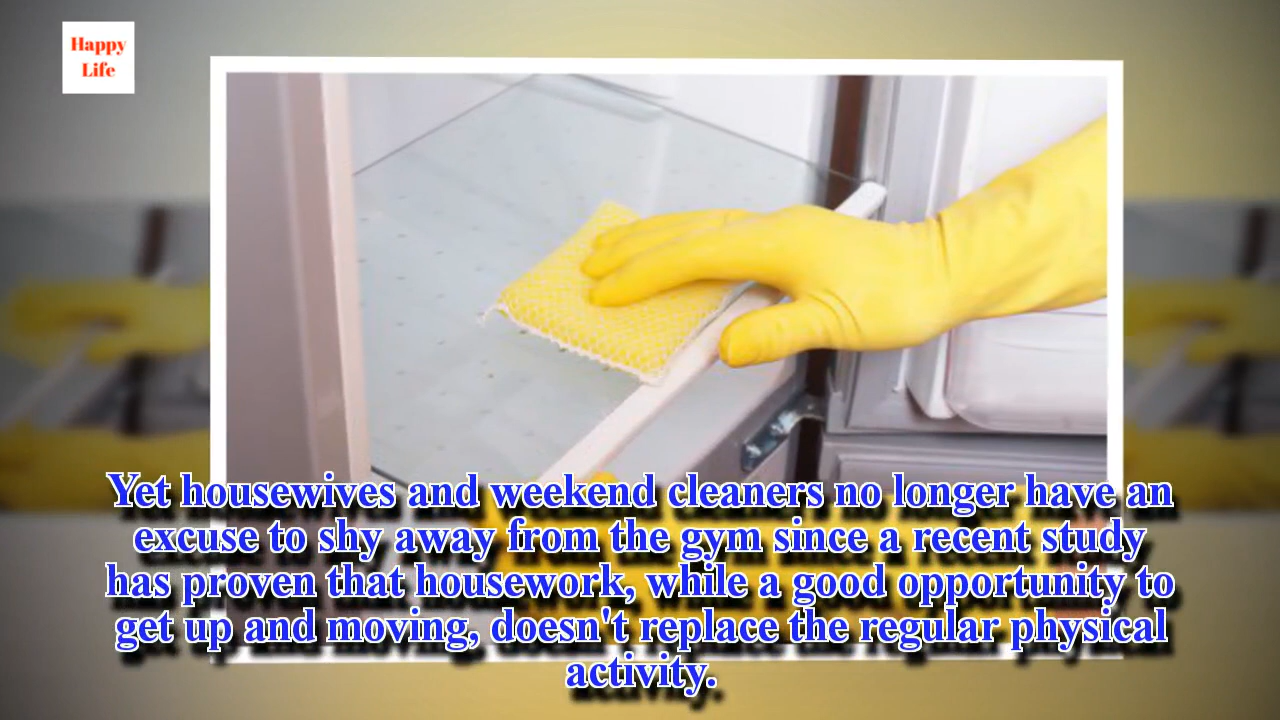 Happy
Life
Yet housewives and weekend cleaners no longer have an
excuse to shy away from the gym since a recent study
has proven that housework, while a good opportunity to
get up and moving, doesn't replace the regular physical
activity.